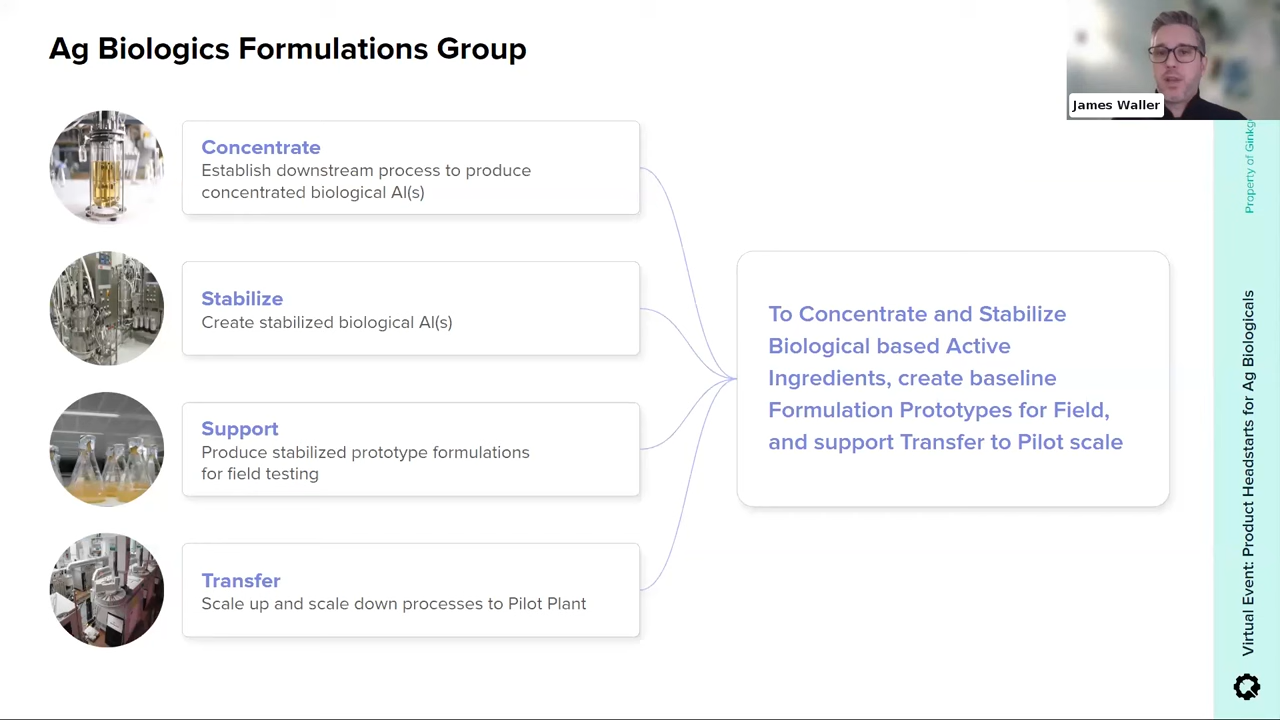 Ag Biologics Formulations Group
James Waller
Concentrate
Establish downstream process to produce
concentrated biological AI(s)
Stabilize
Create stabilized biological AI(s)
Support
Produce stabilized prototype formulations
for field testing
Transfer
Scale up and scale down processes to Pilot Plant
To Concentrate and Stabilize
Biological based Active
Ingredients, create baseline
Formulation Prototypes for Field,
and support Transfer to Pilot scale
Property of
Virtual Event: Product Headstarts for Ag Biologicals